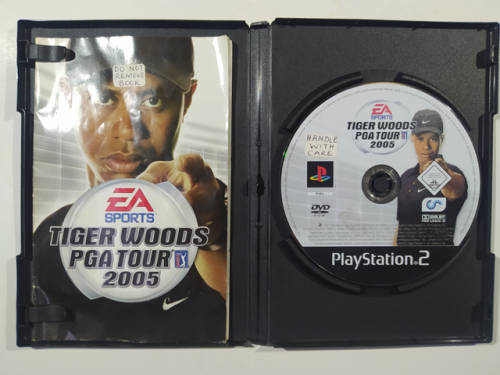 DO NOT
REMOVE
BOOK
EA
SPORTS
TIGER WOODS
PGA TOUR
2005
EA
SPORTS
TIGER WOODS
PGA TOUR
2005
HANDLE
WITH
CARE
DVD
DOLBY
PlayStation 2